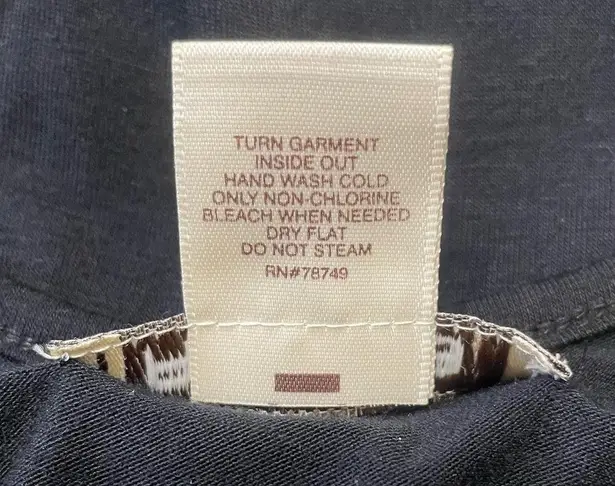 TURN GARMENT
INSIDE OUT
HAND WASH COLD
ONLY NON-CHLORINE
BLEACH WHEN NEEDED
DRY FLAT
DO NOT STEAM
RN#78749